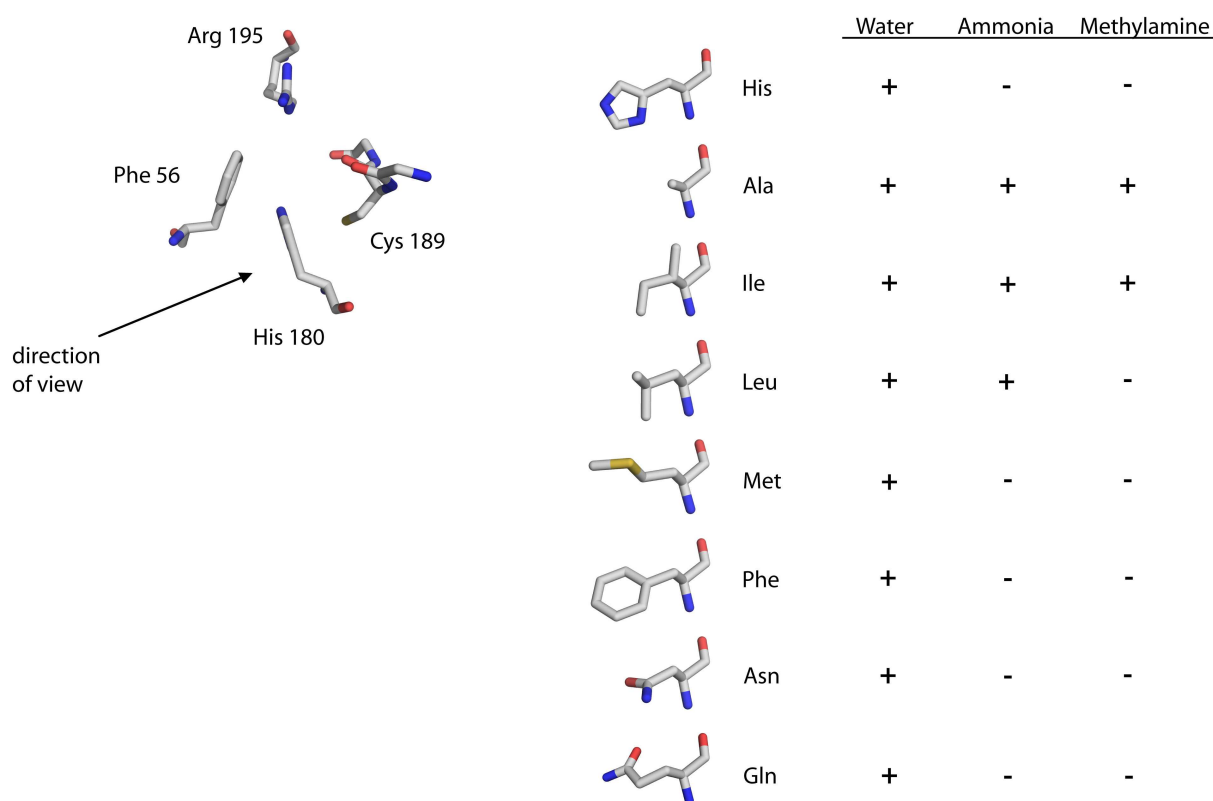 Arg 195
Phe 56
Cys 189
His 180
direction
of view
Water Ammonia Methylamine
His + - -
Ala + + +
Ile + + +
Leu + + -
Met + - -
Phe + - -
Asn + - -
Gln + - -